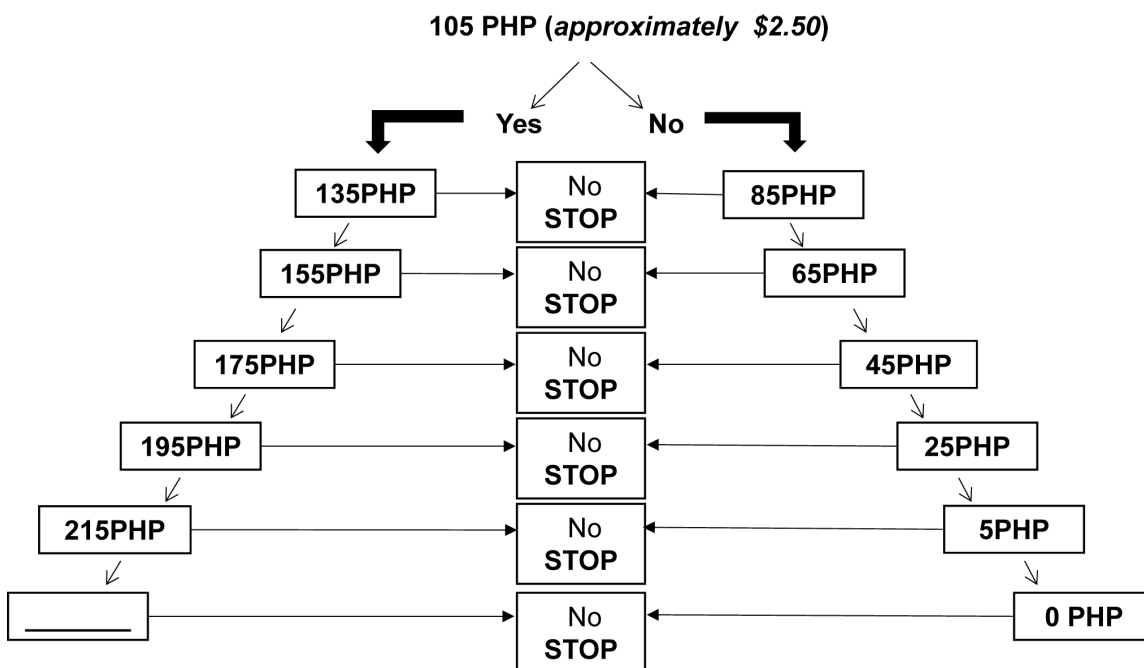 105 PHP (approximately $2.50)
Yes
No
135PHP
No
STOP
85PHP
155PHP
No
STOP
65PHP
175PHP
No
STOP
45PHP
195PHP
No
STOP
25PHP
215PHP
No
STOP
5PHP
No
STOP
0 PHP